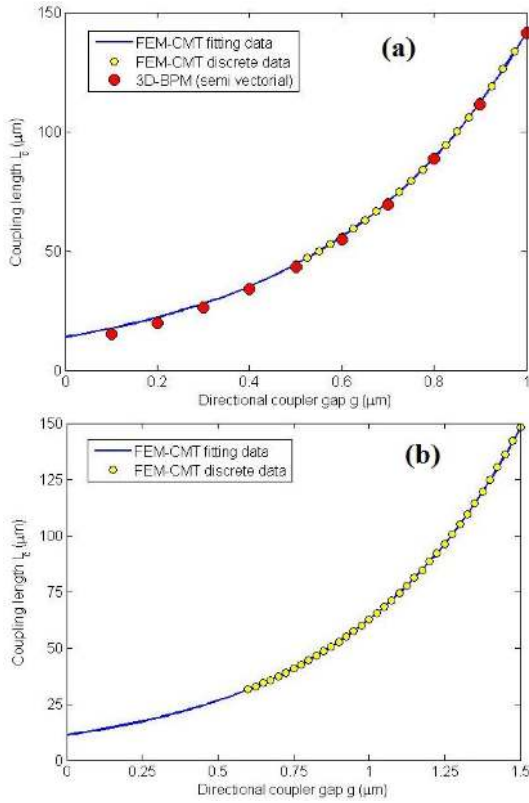 150
100
50
0
Coupling length L_c (μm)
FEM-CMT fitting data
FEM-CMT discrete data
3D-BPM (semi vectorial)
(a)
0 0.2 0.4 0.6 0.8 1
Directional coupler gap g (μm)
150
125
100
75
50
25
0
Coupling length L_c (μm)
FEM-CMT fitting data
FEM-CMT discrete data
(b)
0 0.25 0.5 0.75 1 1.25 1.5
Directional coupler gap g (μm)